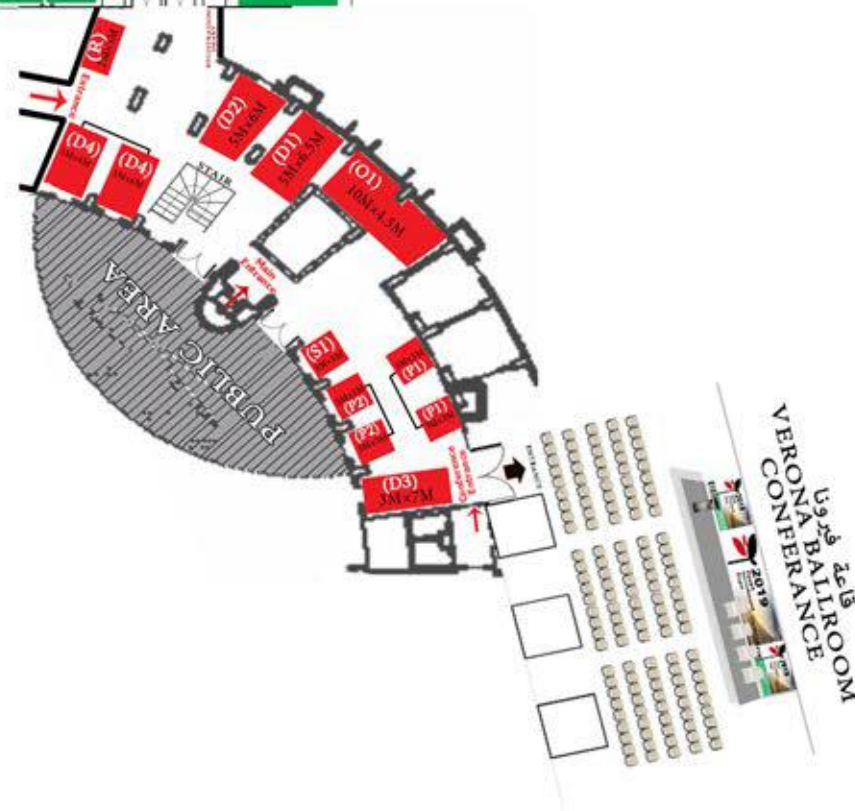 (R)
Entrance
(D4)
(D4)
STAIR
(D2)
5M×6M
(D1)
5M×6.5M
(O1)
10M×4.5M
Main
Entrance
PUBLIC AREA
(S1)
(P2)
(P2)
(P1)
(P1)
(D3)
3M×7M
Conference
Entrance
ENTRANCE
2019
قاعة فيرونا
VERONA BALLROOM
CONFERANCE